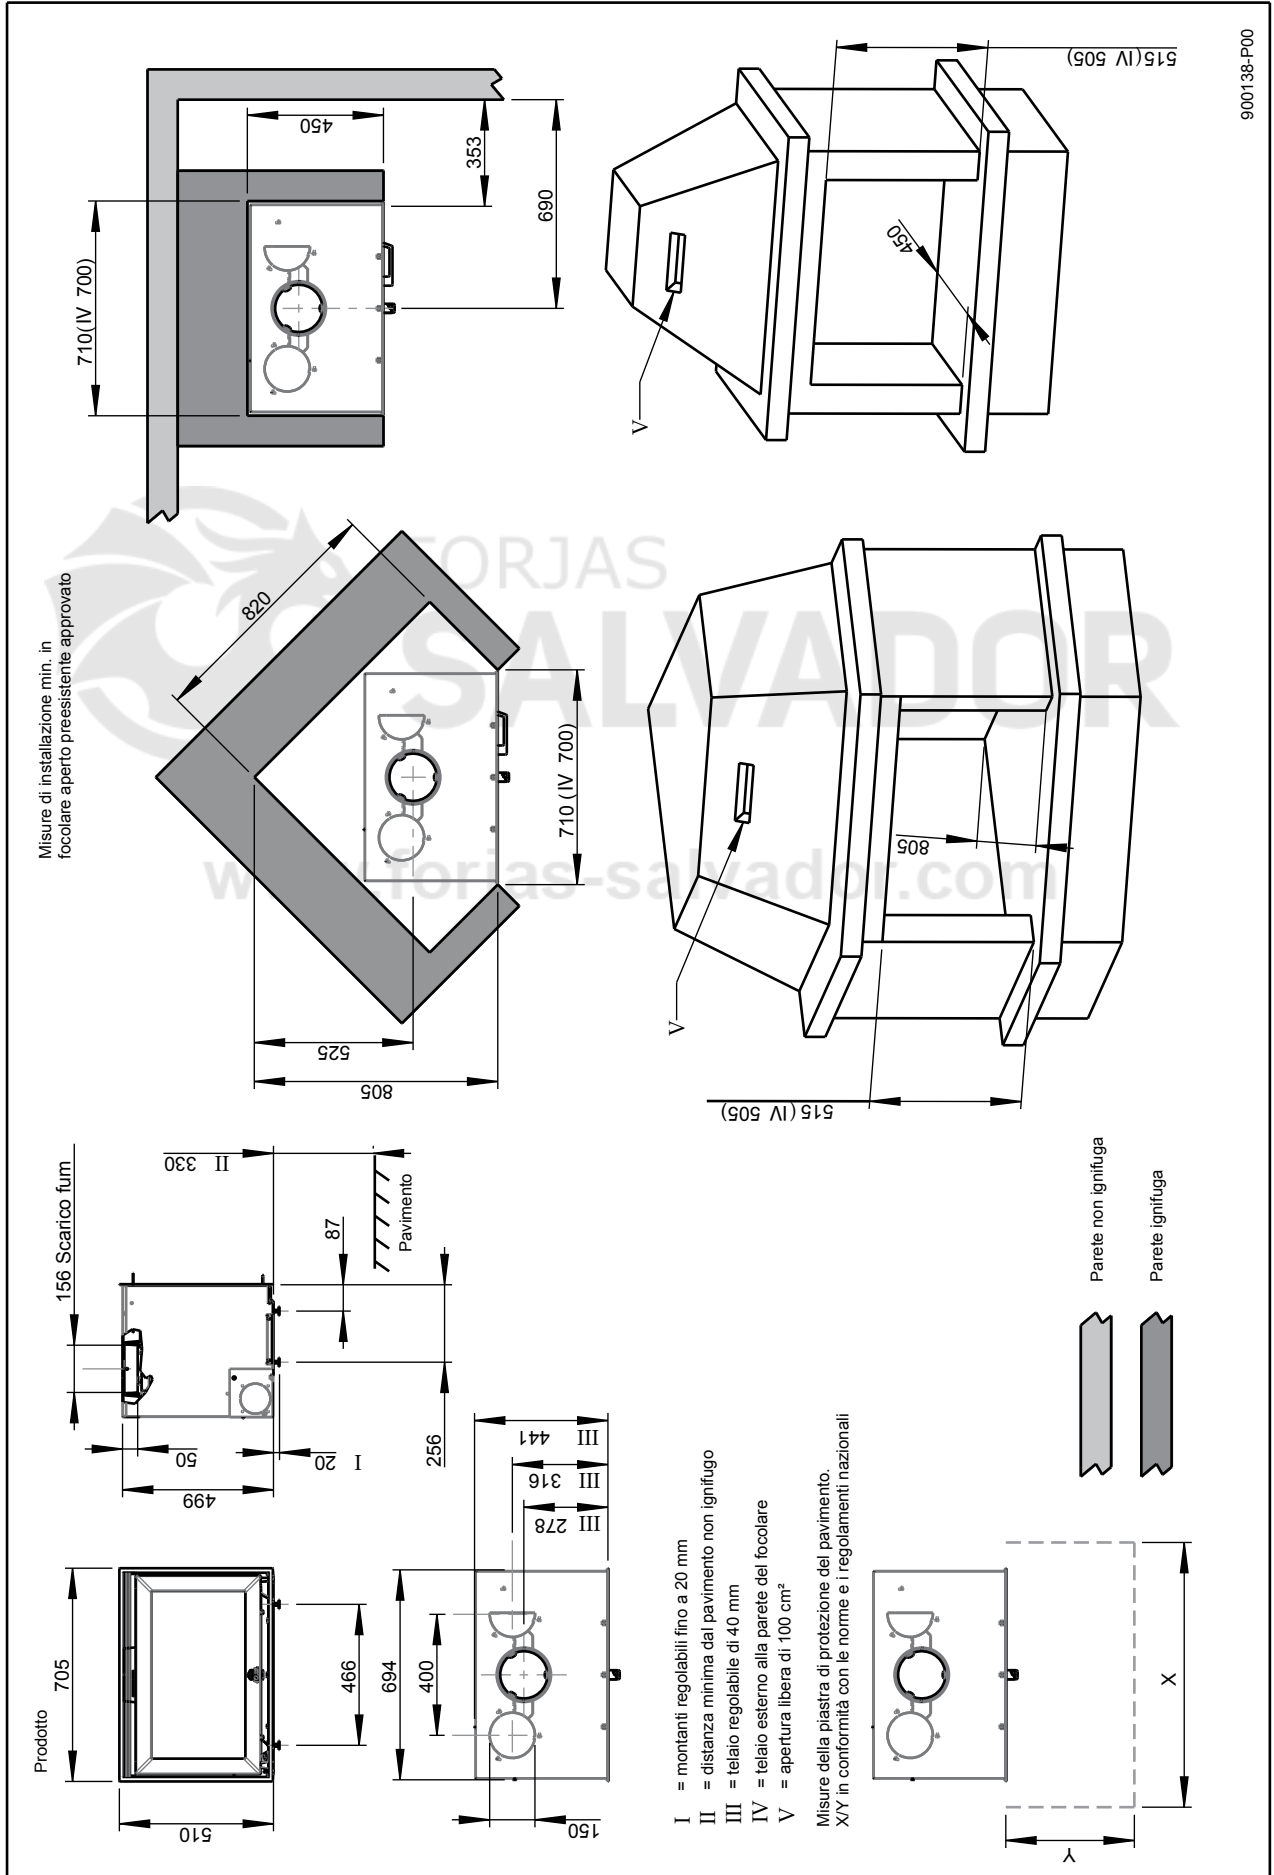 Prodotto
705
510
466
156 Scarico fum
50
499
20 I
330 II
87
256
Pavimento
694
400
150
441 III
316 III
278 III
I = montanti regolabili fino a 20 mm
II = distanza minima dal pavimento non ignifugo
III = telaio regolabile di 40 mm
IV = telaio esterno alla parete del focolare
V = apertura libera di 100 cm²
Misure della piastra di protezione del pavimento.
X/Y in conformità con le norme e i regolamenti nazionali
X
Y
Parete non ignifuga
Parete ignifuga
Misure di installazione min. in
focolare aperto preesistente approvato
820
525
805
710 (IV 700)
710(IV 700)
450
353
690
V
805
515 (IV 505)
V
450
515(IV 505)
900138-P00
FORJAS
SALVADOR
www.forjas-salvador.com